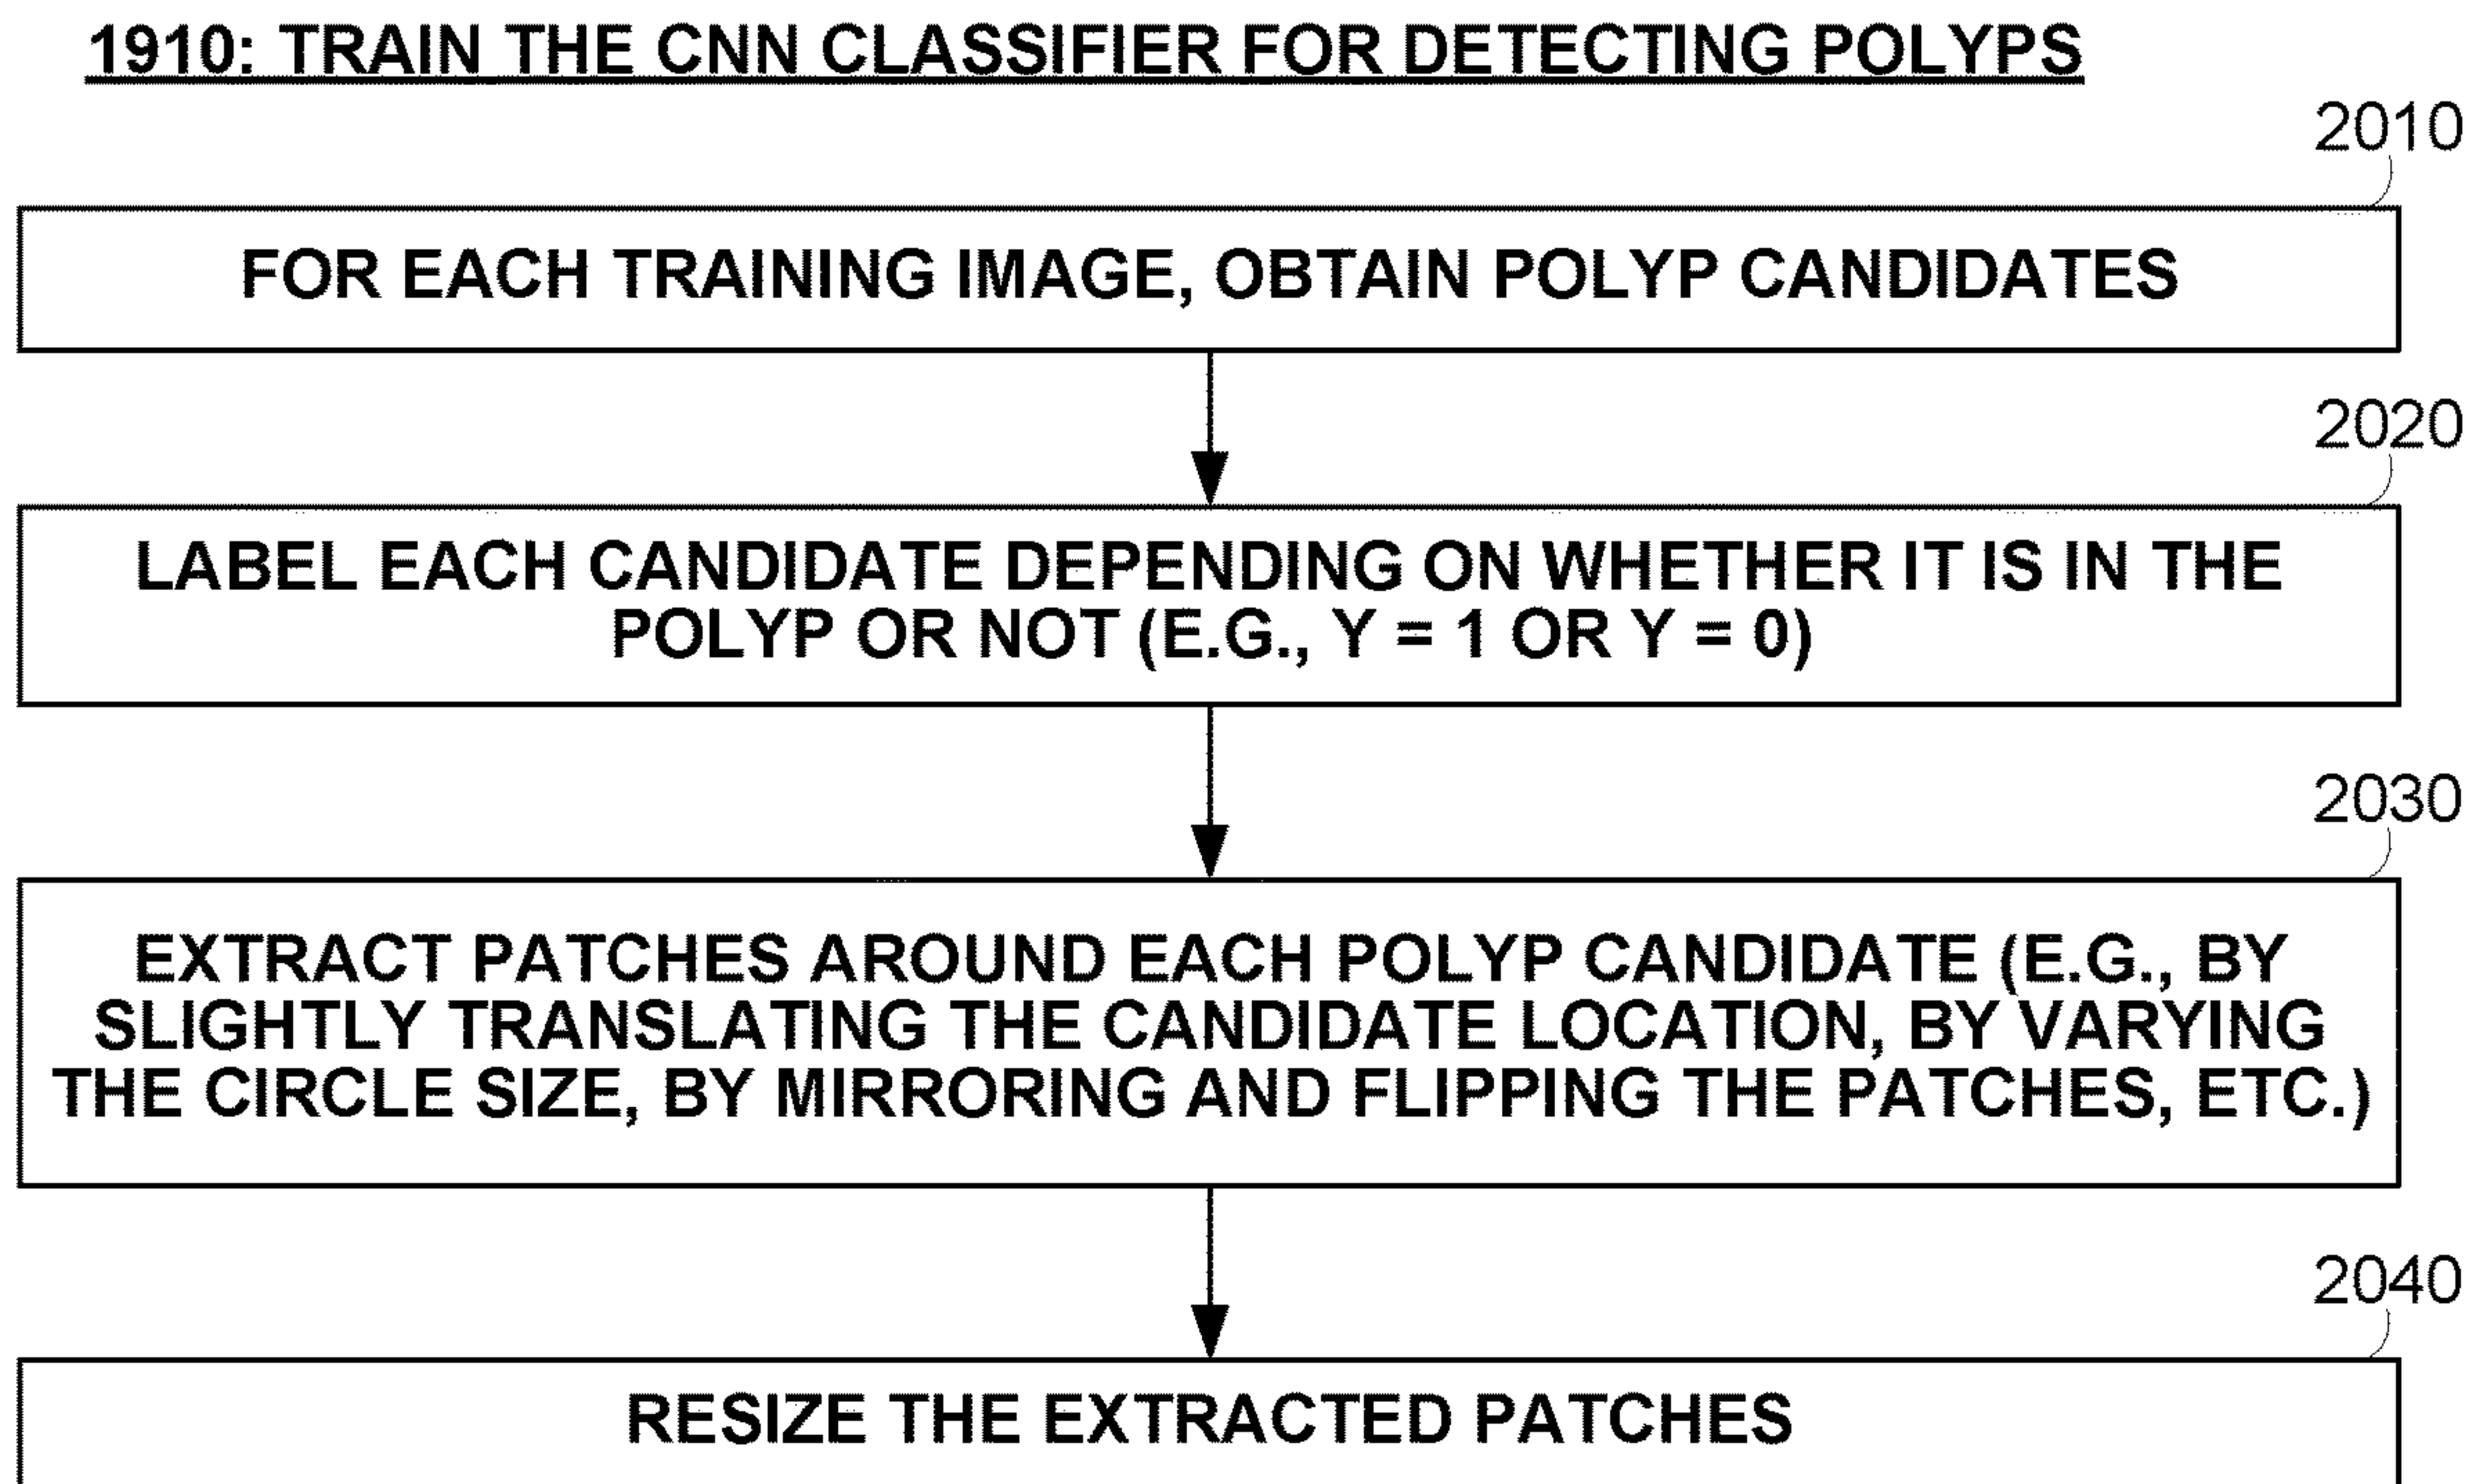 1910: TRAIN THE CNN CLASSIFIER FOR DETECTING POLYPS
2010
FOR EACH TRAINING IMAGE, OBTAIN POLYP CANDIDATES
2020
LABEL EACH CANDIDATE DEPENDING ON WHETHER IT IS IN THE
POLYP OR NOT (E.G., Y = 1 OR Y = 0)
2030
EXTRACT PATCHES AROUND EACH POLYP CANDIDATE (E.G., BY
SLIGHTLY TRANSLATING THE CANDIDATE LOCATION, BY VARYING
THE CIRCLE SIZE, BY MIRRORING AND FLIPPING THE PATCHES, ETC.)
2040
RESIZE THE EXTRACTED PATCHES